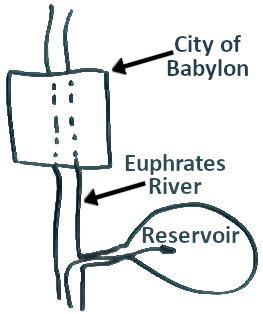 City of
Babylon
Euphrates
River
Reservoir